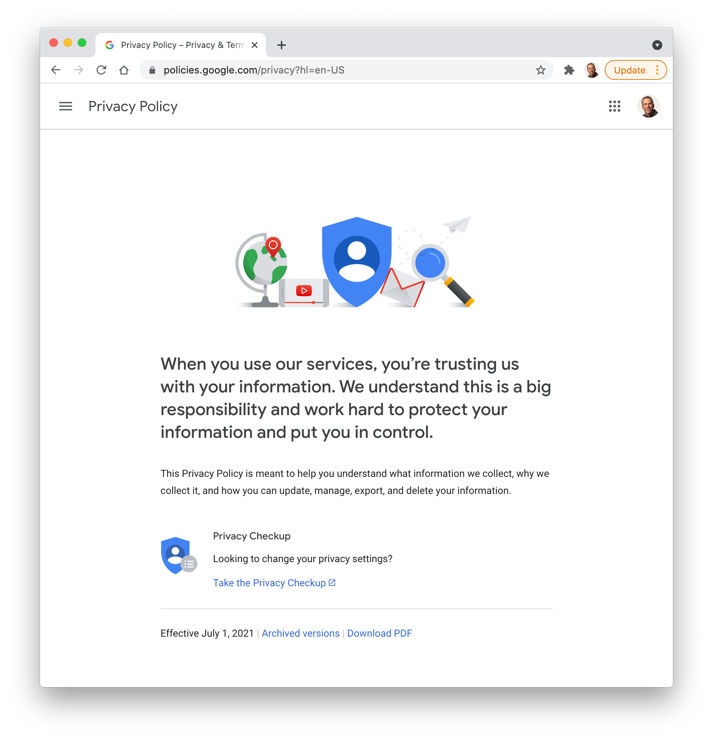 Privacy Policy – Privacy & Term
policies.google.com/privacy?hl=en-US
Update
Privacy Policy
When you use our services, you’re trusting us
with your information. We understand this is a big
responsibility and work hard to protect your
information and put you in control.
This Privacy Policy is meant to help you understand what information we collect, why we
collect it, and how you can update, manage, export, and delete your information.
Privacy Checkup
Looking to change your privacy settings?
Take the Privacy Checkup
Effective July 1, 2021 | Archived versions | Download PDF